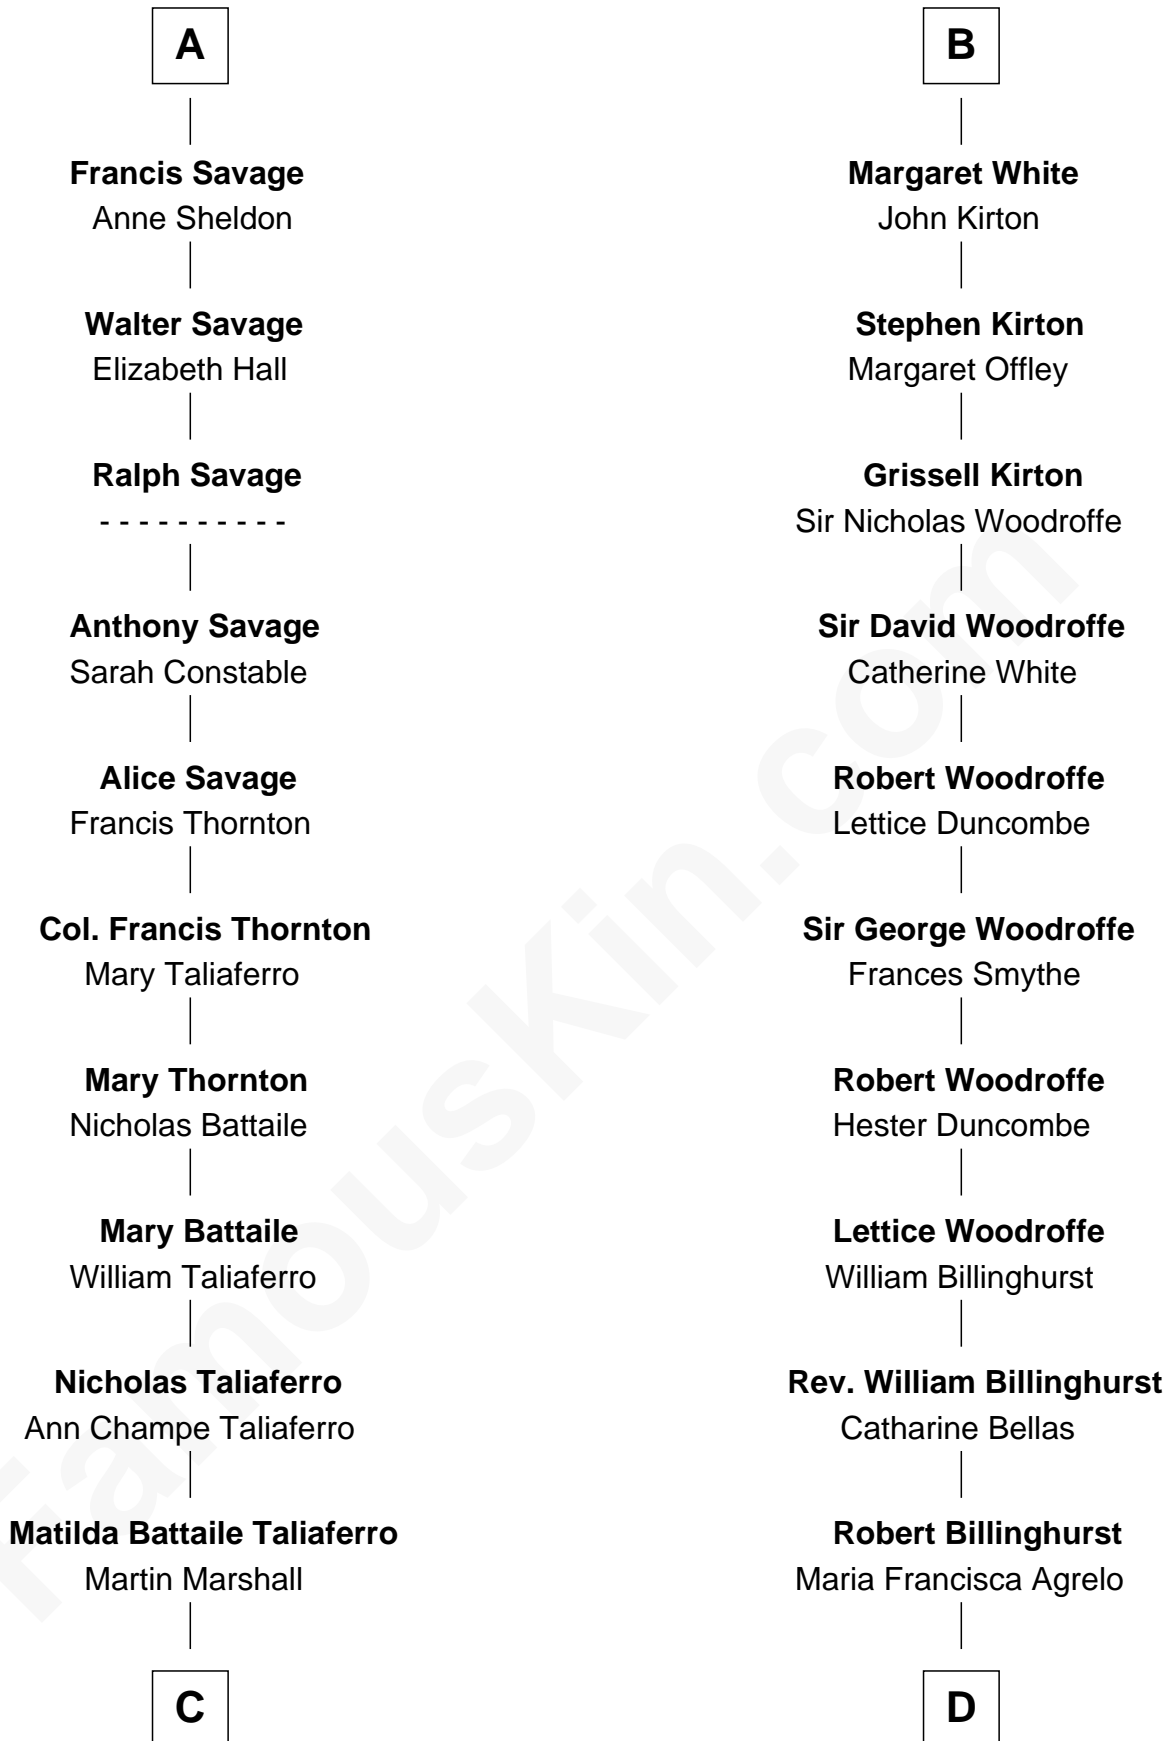 A
Francis Savage
Anne Sheldon
Walter Savage
Elizabeth Hall
Ralph Savage
- - - - - - - - - -
Anthony Savage
Sarah Constable
Alice Savage
Francis Thornton
Col. Francis Thornton
Mary Taliaferro
Mary Thornton
Nicholas Battaile
Mary Battaile
William Taliaferro
Nicholas Taliaferro
Ann Champe Taliaferro
Matilda Battaile Taliaferro
Martin Marshall
C
B
Margaret White
John Kirton
Stephen Kirton
Margaret Offley
Grissell Kirton
Sir Nicholas Woodroffe
Sir David Woodroffe
Catherine White
Robert Woodroffe
Lettice Duncombe
Sir George Woodroffe
Frances Smythe
Robert Woodroffe
Hester Duncombe
Lettice Woodroffe
William Billinghurst
Rev. William Billinghurst
Catharine Bellas
Robert Billinghurst
Maria Francisca Agrelo
D
FamousKin.com